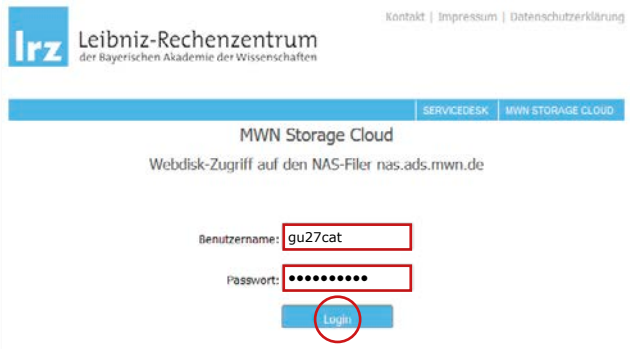 Kontakt | Impressum | Datenschutzerklärung
lrz Leibniz-Rechenzentrum
der Bayerischen Akademie der Wissenschaften
SERVICEDESK MWN STORAGE CLOUD
MWN Storage Cloud
Webdisk-Zugriff auf den NAS-Filer nas.ads.mwn.de
Benutzername: gu27cat
Passwort: ••••••••••
Login